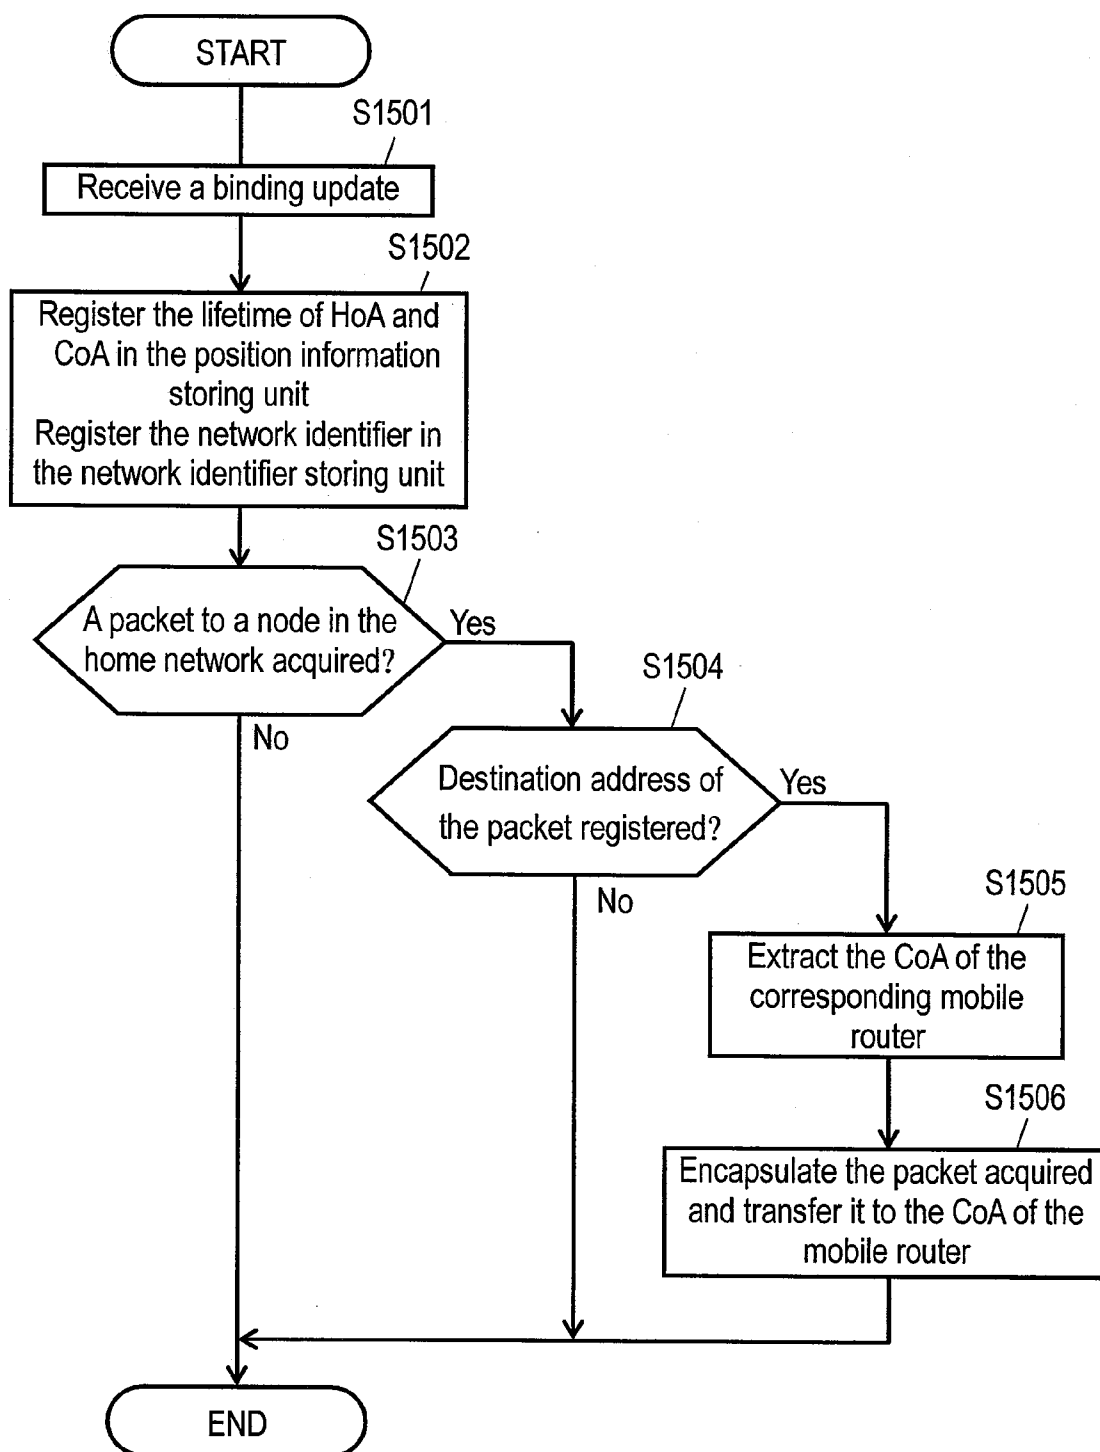 START
S1501
Receive a binding update
S1502
Register the lifetime of HoA and
CoA in the position information
storing unit
Register the network identifier in
the network identifier storing unit
S1503
A packet to a node in the
home network acquired?
Yes
No
S1504
Destination address of
the packet registered?
Yes
No
S1505
Extract the CoA of the
corresponding mobile
router
S1506
Encapsulate the packet acquired
and transfer it to the CoA of the
mobile router
END